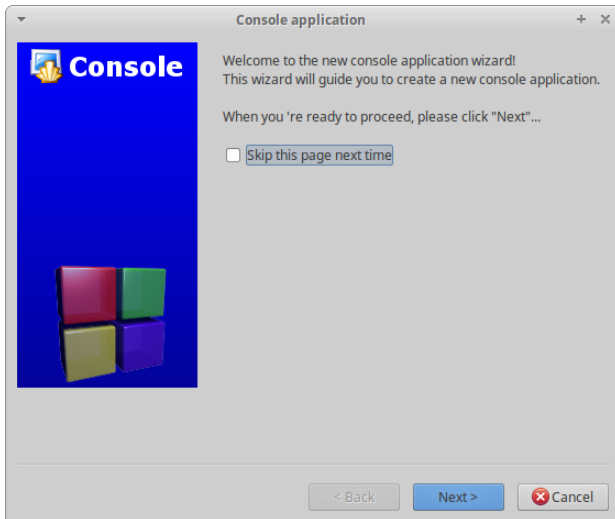 Console application
Console
Welcome to the new console application wizard!
This wizard will guide you to create a new console application.
When you 're ready to proceed, please click "Next"...
Skip this page next time
< Back
Next >
Cancel